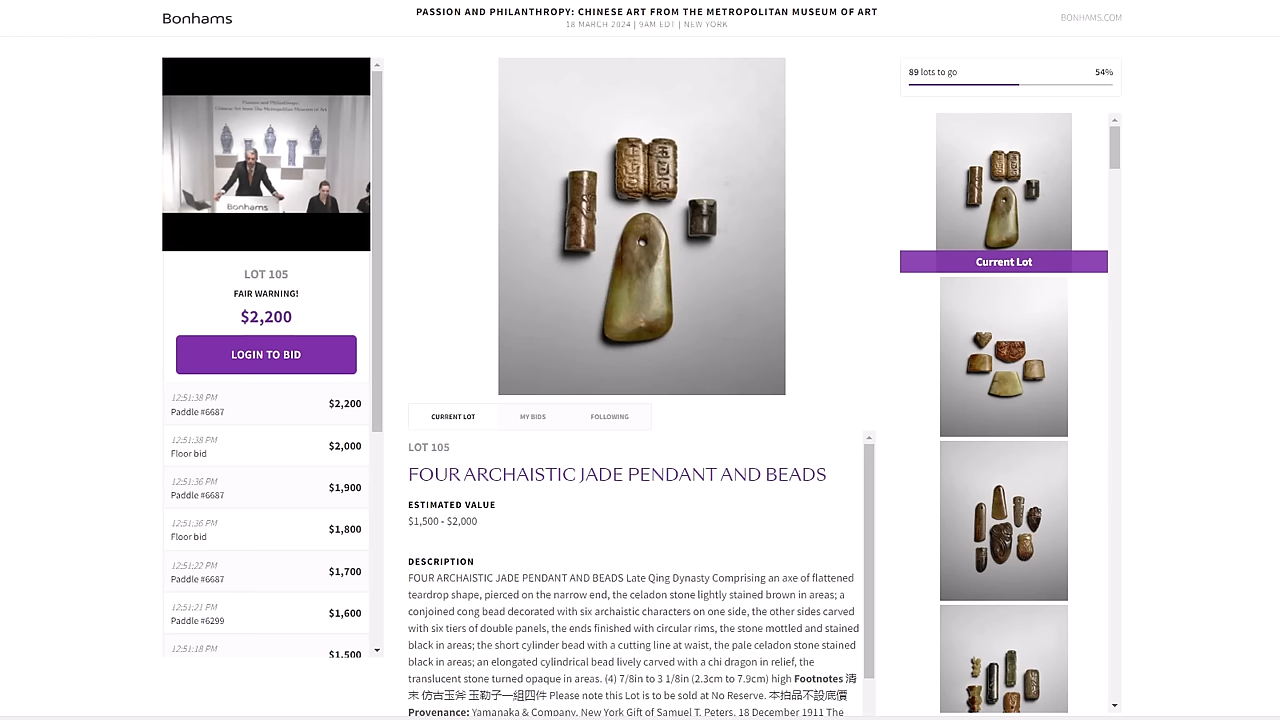 Bonhams
PASSION AND PHILANTHROPY: CHINESE ART FROM THE METROPOLITAN MUSEUM OF ART
18 MARCH 2024 | 9AM EDT | NEW YORK
BONHAMS.COM
Passion and Philanthropy:
Chinese Art from The Metropolitan Museum of Art
Bonhams
LOT 105
FAIR WARNING!
$2,200
LOGIN TO BID
12:51:38 PM
Paddle #6687 $2,200
12:51:38 PM
Floor bid $2,000
12:51:36 PM
Paddle #6687 $1,900
12:51:36 PM
Floor bid $1,800
12:51:22 PM
Paddle #6687 $1,700
12:51:21 PM
Paddle #6299 $1,600
12:51:18 PM
$1,500
CURRENT LOT MY BIDS FOLLOWING
LOT 105
FOUR ARCHAISTIC JADE PENDANT AND BEADS
ESTIMATED VALUE
$1,500 - $2,000
DESCRIPTION
FOUR ARCHAISTIC JADE PENDANT AND BEADS Late Qing Dynasty Comprising an axe of flattened
teardrop shape, pierced on the narrow end, the celadon stone lightly stained brown in areas; a
conjoined cong bead decorated with six archaistic characters on one side, the other sides carved
with six tiers of double panels, the ends finished with circular rims, the stone mottled and stained
black in areas; the short cylinder bead with a cutting line at waist, the pale celadon stone stained
black in areas; an elongated cylindrical bead lively carved with a chi dragon in relief, the
translucent stone turned opaque in areas. (4) 7/8in to 3 1/8in (2.3cm to 7.9cm) high Footnotes 清
末 仿古玉斧 玉勒子一組四件 Please note this Lot is to be sold at No Reserve. 本拍品不設底價
Provenance: Yamanaka & Company, New York Gift of Samuel T. Peters, 18 December 1911 The
89 lots to go 54%
Current Lot